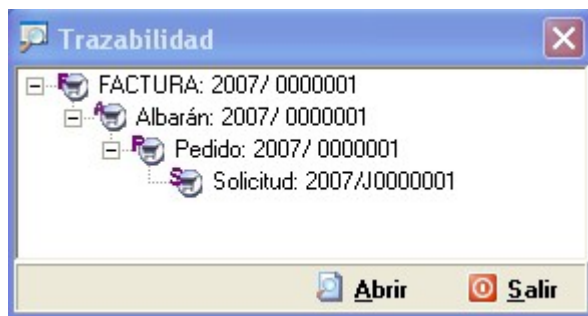 Trazabilidad
FACTURA: 2007/ 0000001
Albarán: 2007/ 0000001
Pedido: 2007/ 0000001
Solicitud: 2007/J0000001
Abrir Salir